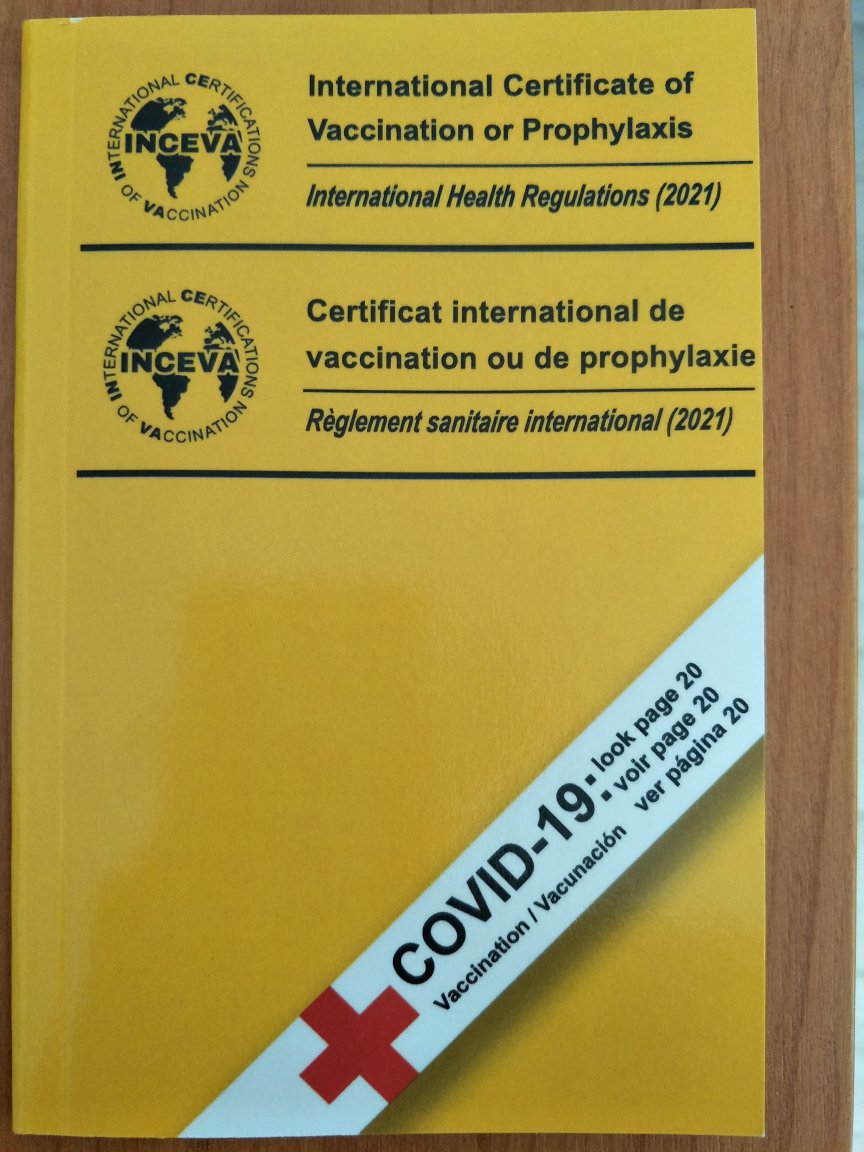 INTERNATIONAL CERTIFICATIONS OF VACCINATION
INCEVA
International Certificate of
Vaccination or Prophylaxis
International Health Regulations (2021)
INTERNATIONAL CERTIFICATIONS OF VACCINATION
INCEVA
Certificat international de
vaccination ou de prophylaxie
Règlement sanitaire international (2021)
COVID-19:
look page 20
voir page 20
ver página 20
Vaccination / Vacunación